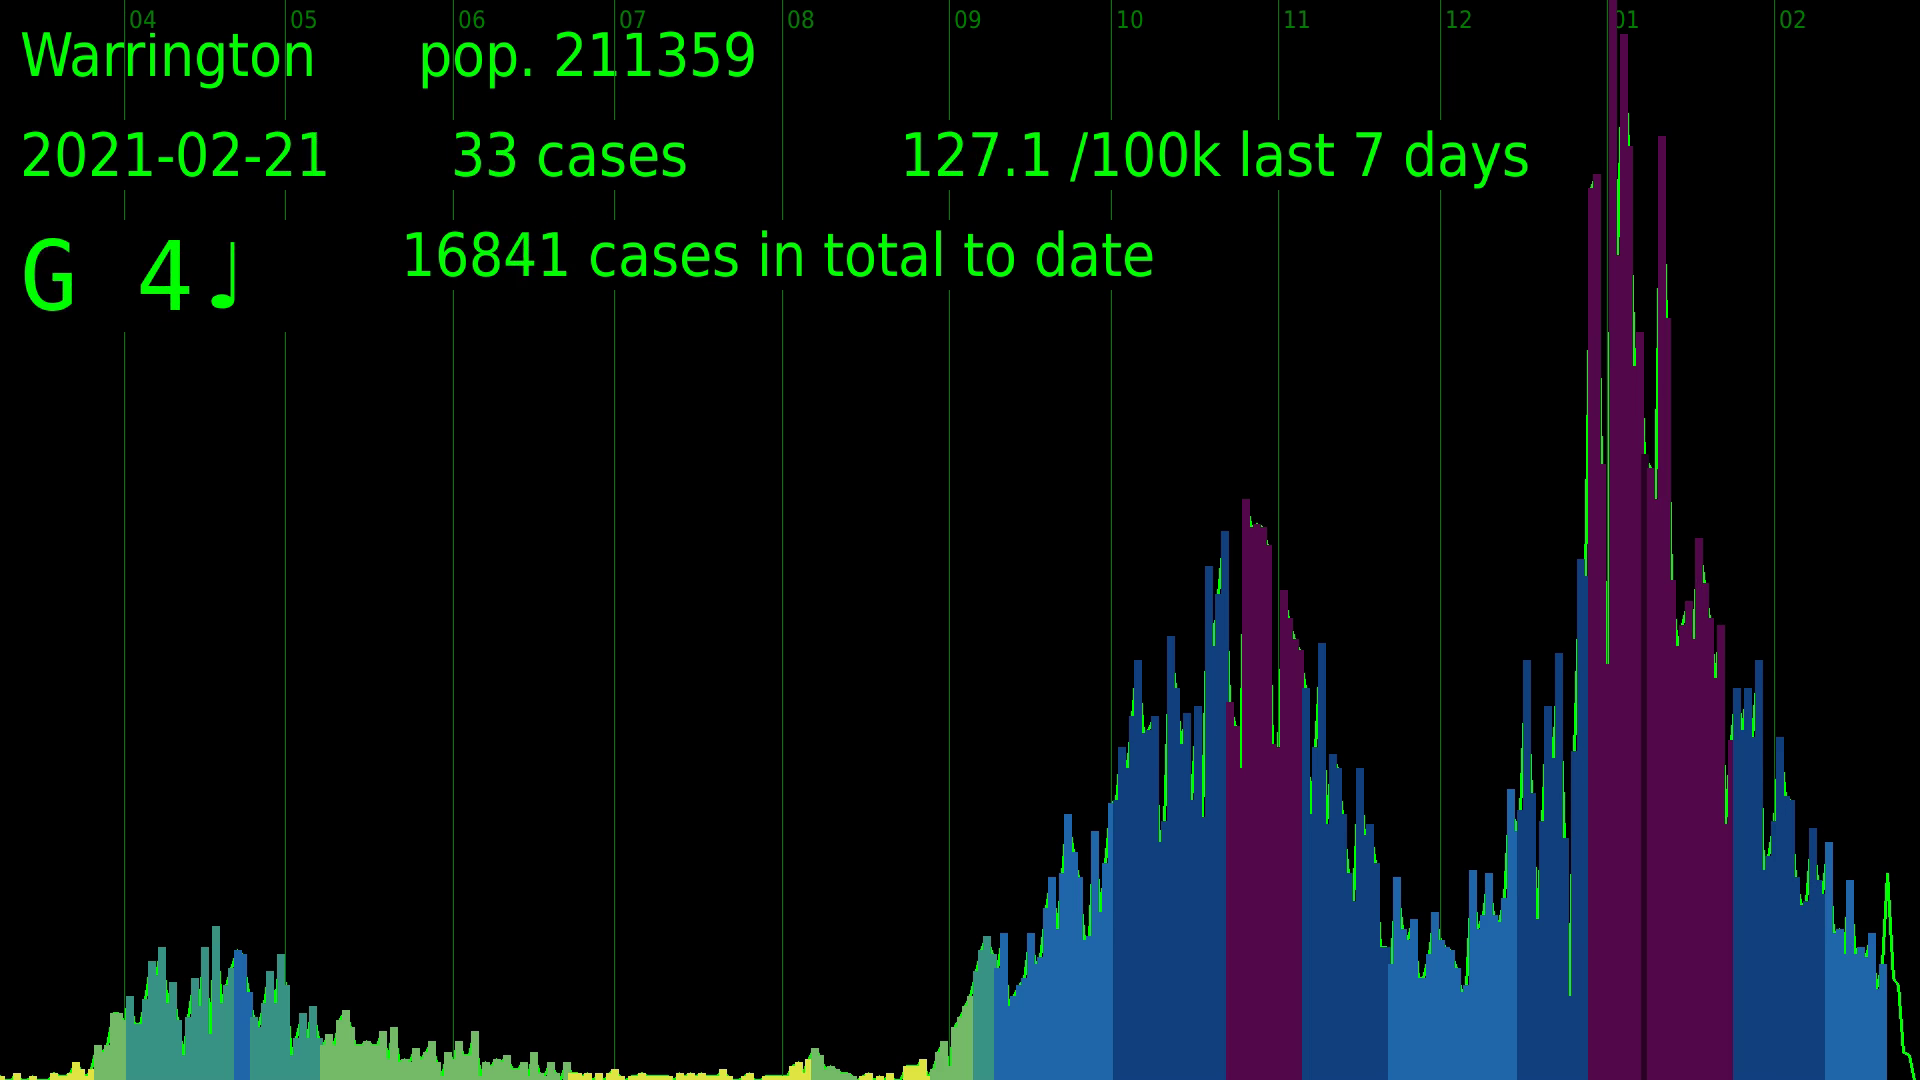 04 05 06 07 08 09 10 11 12 01 02
Warrington pop. 211359
2021-02-21 33 cases 127.1 /100k last 7 days
G 4♩ 16841 cases in total to date